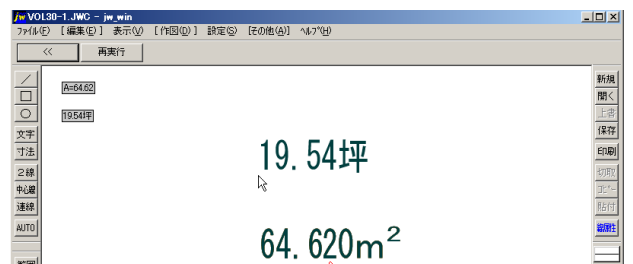 VOL30-1.JWC - jw_win
ﾌｧｲﾙ(F) [編集(E)] 表示(V) [作図(D)] 設定(S) [その他(A)] ﾍﾙﾌﾟ(H)
<< 再実行
A=64.62
19.54坪
19.54坪
64.620m²
／
□
○
文字
寸法
２線
中心線
連線
AUTO
新規
開く
上書
保存
印刷
切取
ｺﾋﾟｰ
貼付
線属性